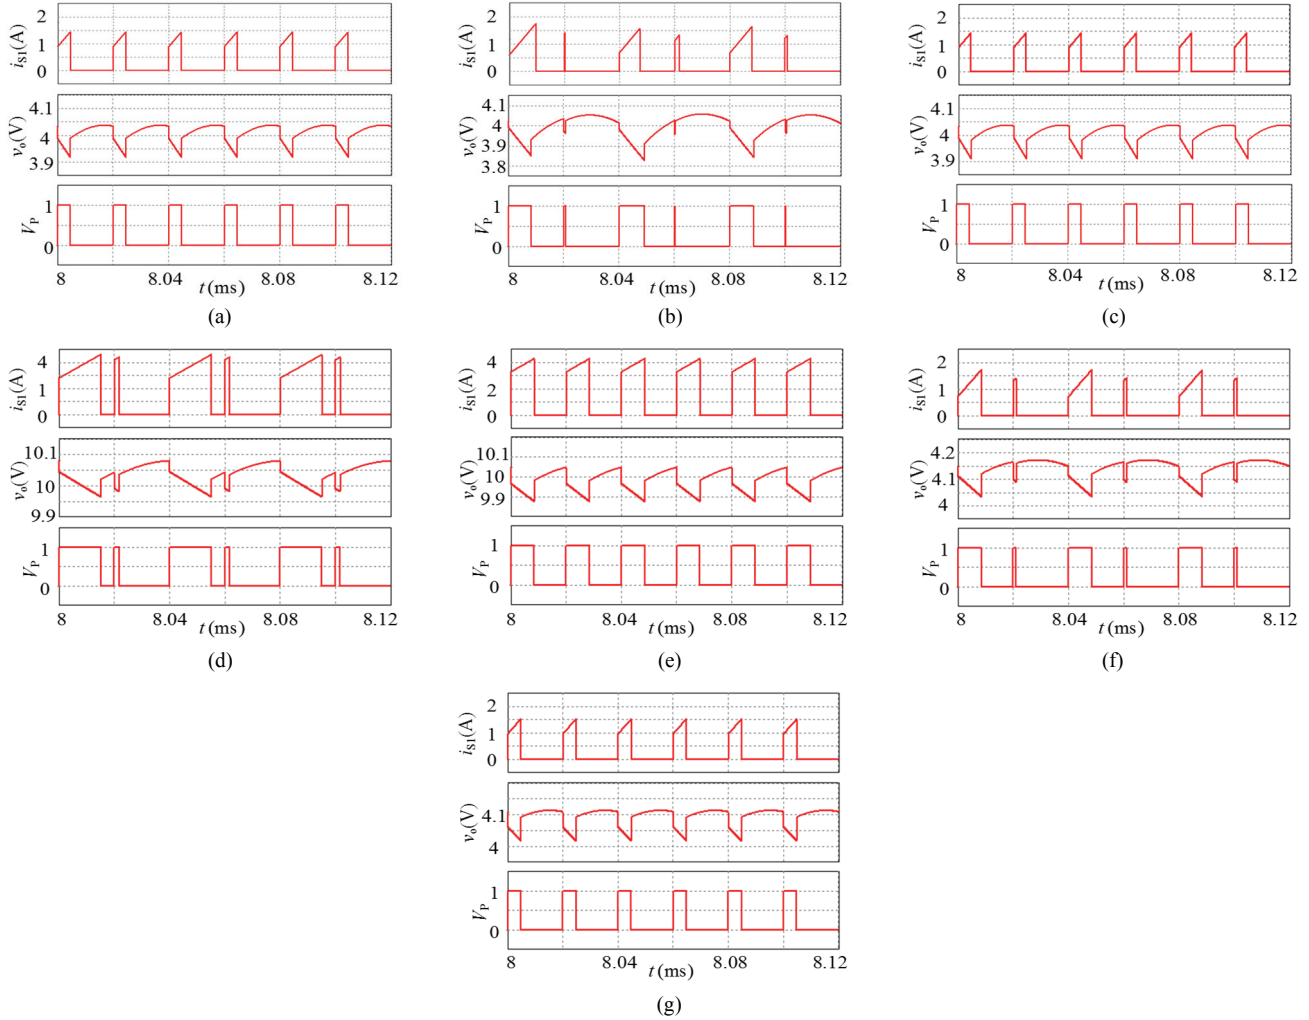 2
1
0
i_S1(A)
4.1
4
3.9
v_o(V)
1
0
V_P
8 8.04 8.08 8.12
t(ms)
(a)
2
1
0
i_S1(A)
4.1
4
3.9
3.8
v_o(V)
1
0
V_P
8 8.04 8.08 8.12
t(ms)
(b)
2
1
0
i_S1(A)
4.1
4
3.9
v_o(V)
1
0
V_P
8 8.04 8.08 8.12
t(ms)
(c)
4
1
0
i_S1(A)
10.1
10
9.9
v_o(V)
1
0
V_P
8 8.04 8.08 8.12
t(ms)
(d)
4
2
0
i_S1(A)
10.1
10
9.9
v_o(V)
1
0
V_P
8 8.04 8.08 8.12
t(ms)
(e)
2
1
0
i_S1(A)
4.2
4.1
4
v_o(V)
1
0
V_P
8 8.04 8.08 8.12
t(ms)
(f)
2
1
0
i_S1(A)
4.1
4
v_o(V)
1
0
V_P
8 8.04 8.08 8.12
t(ms)
(g)